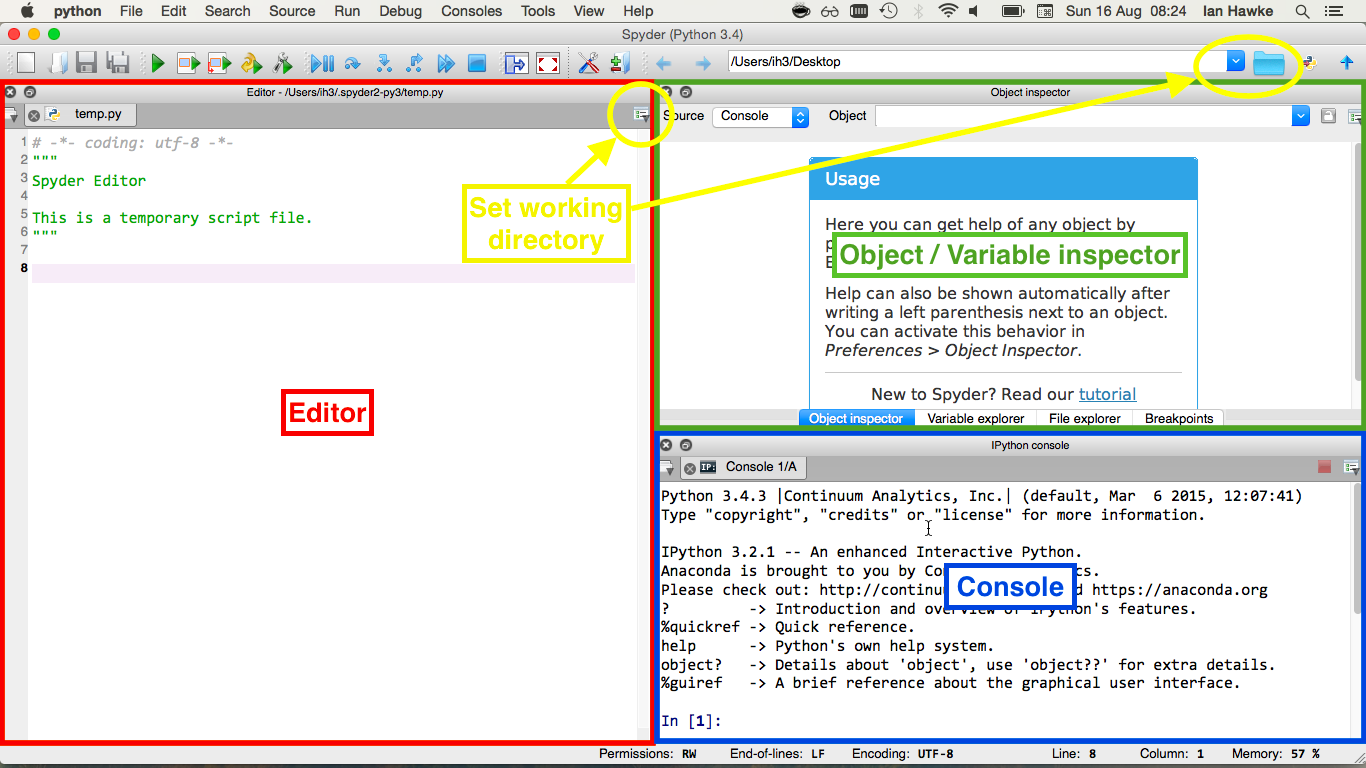 python File Edit Search Source Run Debug Consoles Tools View Help Sun 16 Aug 08:24 Ian Hawke
Spyder (Python 3.4)
/Users/ih3/Desktop
Editor - /Users/ih3/.spyder2-py3/temp.py
temp.py
1 # -*- coding: utf-8 -*-
2 """
3 Spyder Editor
4
5 This is a temporary script file.
6 """
7
8
Set working
directory
Editor
Object inspector
Source Console Object
Usage
Here you can get help of any object by
Object / Variable inspector
Help can also be shown automatically after
writing a left parenthesis next to an object.
You can activate this behavior in
Preferences > Object Inspector.
New to Spyder? Read our tutorial
Object inspector Variable explorer File explorer Breakpoints
IPython console
IP: Console 1/A
Python 3.4.3 |Continuum Analytics, Inc.| (default, Mar  6 2015, 12:07:41)
Type "copyright", "credits" or "license" for more information.
IPython 3.2.1 -- An enhanced Interactive Python.
Anaconda is brought to you by
Please check out: https://anaconda.org
Console
? -> Introduction and overview of IPython's features.
%quickref -> Quick reference.
help -> Python's own help system.
object? -> Details about 'object', use 'object??' for extra details.
%guiref -> A brief reference about the graphical user interface.
In [1]:
Permissions: RW End-of-lines: LF Encoding: UTF-8 Line: 8 Column: 1 Memory: 57 %